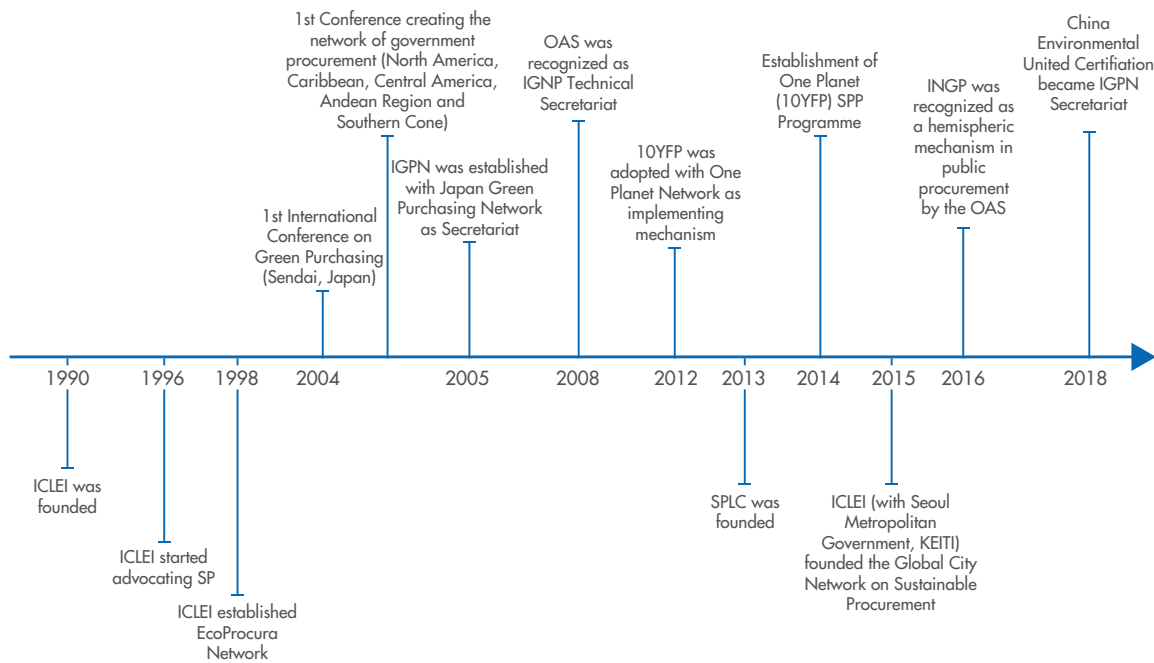 1st Conference creating the
network of government
procurement (North America,
Caribbean, Central America,
Andean Region and
Southern Cone)
OAS was
recognized as
IGNP Technical
Secretariat
Establishment of
One Planet
(10YFP) SPP
Programme
INGP was
recognized as
a hemispheric
mechanism in
public
procurement
by the OAS
China
Environmental
United Certifiation
became IGPN
Secretariat
1st International
Conference on
Green Purchasing
(Sendai, Japan)
IGPN was established
with Japan Green
Purchasing Network
as Secretariat
10YFP was
adopted with One
Planet Network as
implementing
mechanism
1990
1996
1998
2004
2005
2008
2012
2013
2014
2015
2016
2018
ICLEI was
founded
ICLEI started
advocating SP
ICLEI established
EcoProcura
Network
SPLC was
founded
ICLEI (with Seoul
Metropolitan
Government, KEITI)
founded the Global City
Network on Sustainable
Procurement